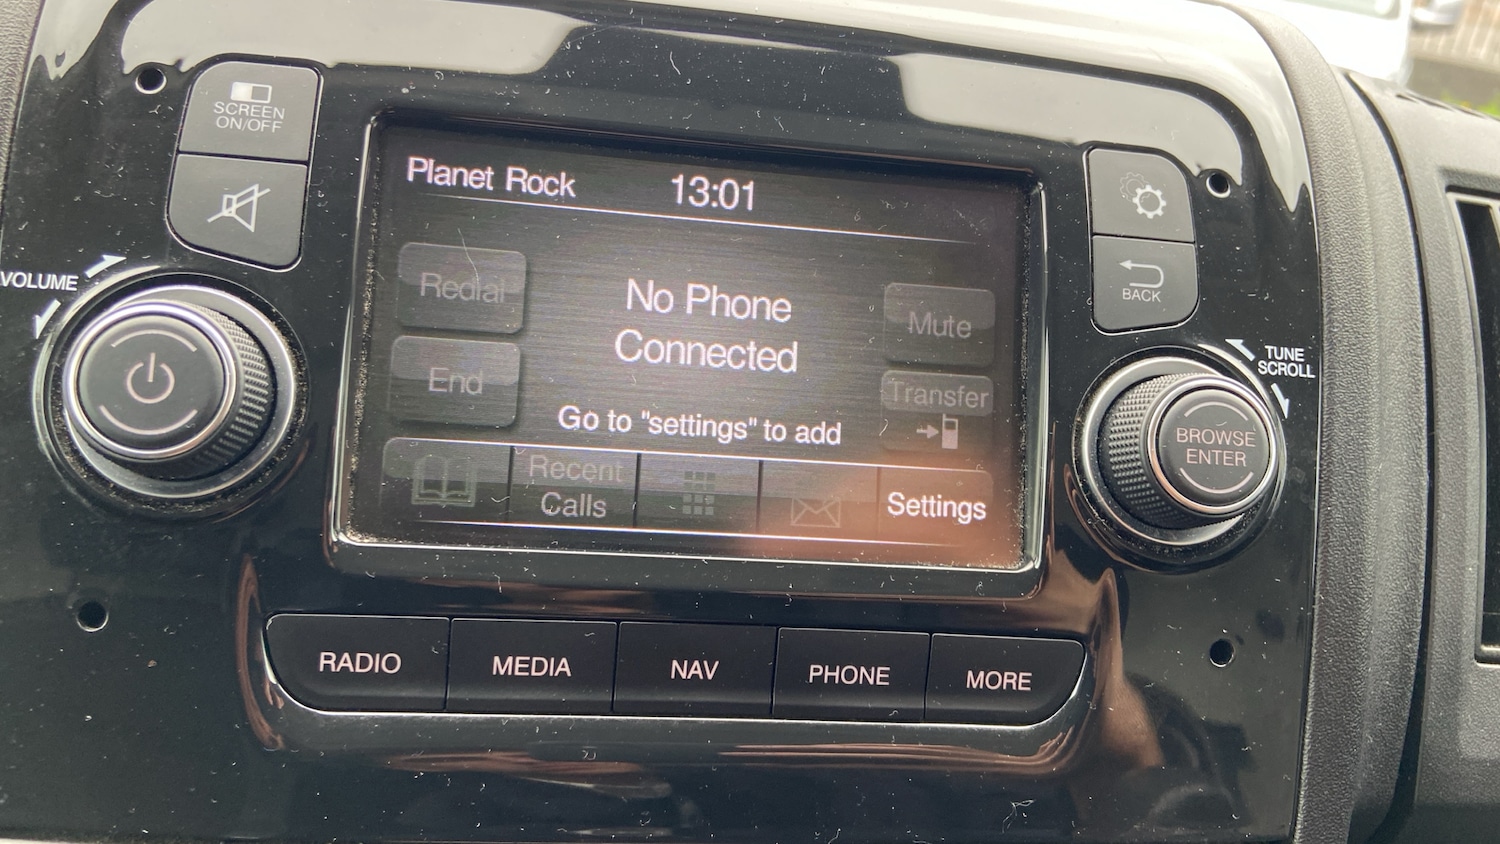 SCREEN
ON/OFF
VOLUME
Planet Rock
13:01
Redial
No Phone
Connected
Mute
End
Transfer
Go to "settings" to add
Recent
Calls
Settings
BACK
TUNE
SCROLL
BROWSE
ENTER
RADIO
MEDIA
NAV
PHONE
MORE